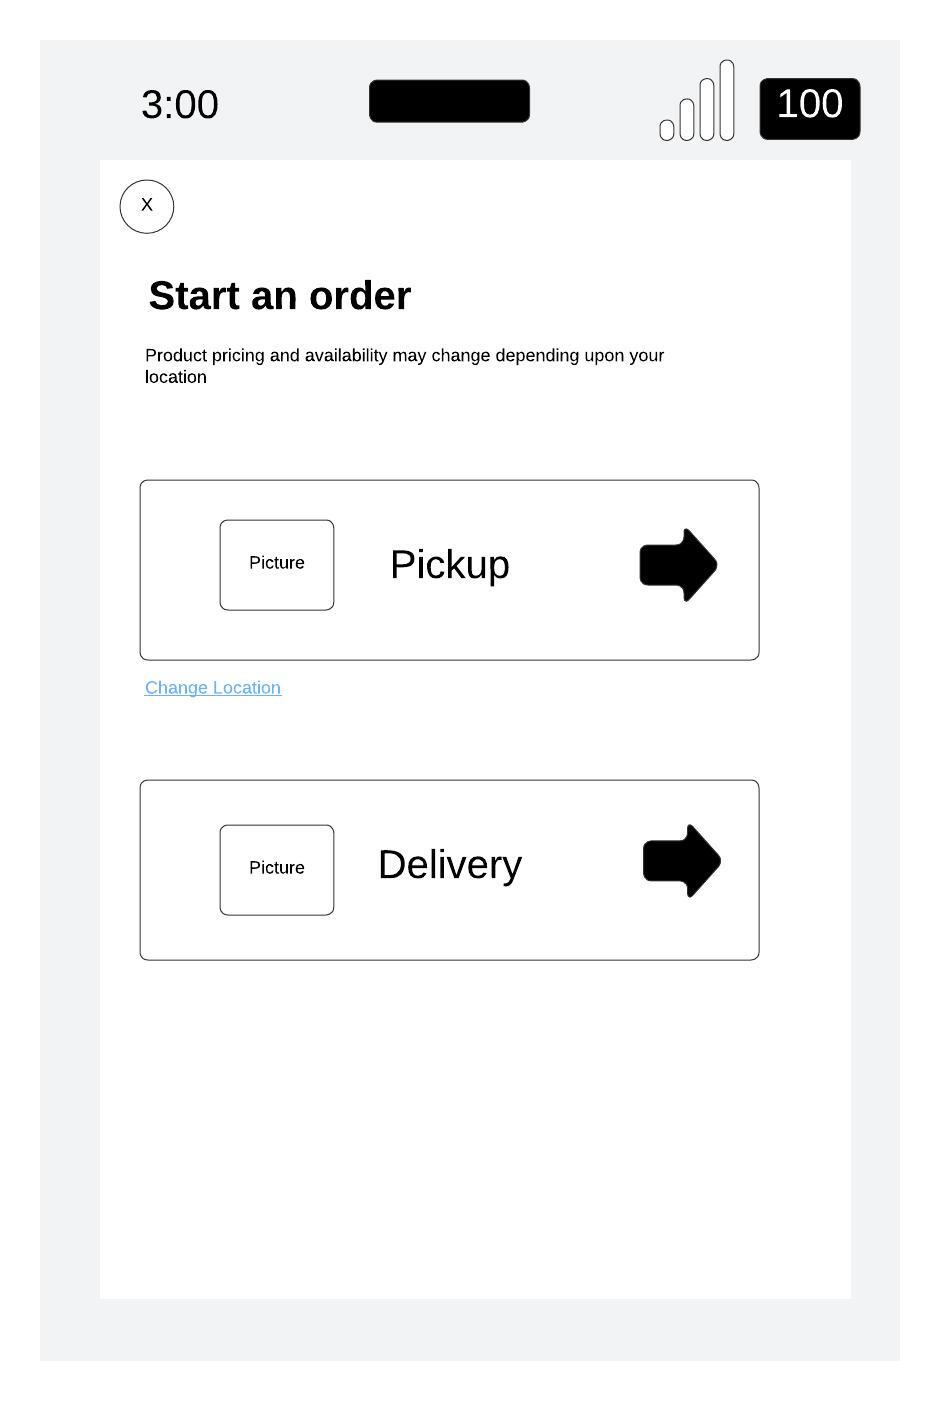 3:00
100
X
Start an order
Product pricing and availability may change depending upon your
location
Picture
Pickup
Change Location
Picture
Delivery